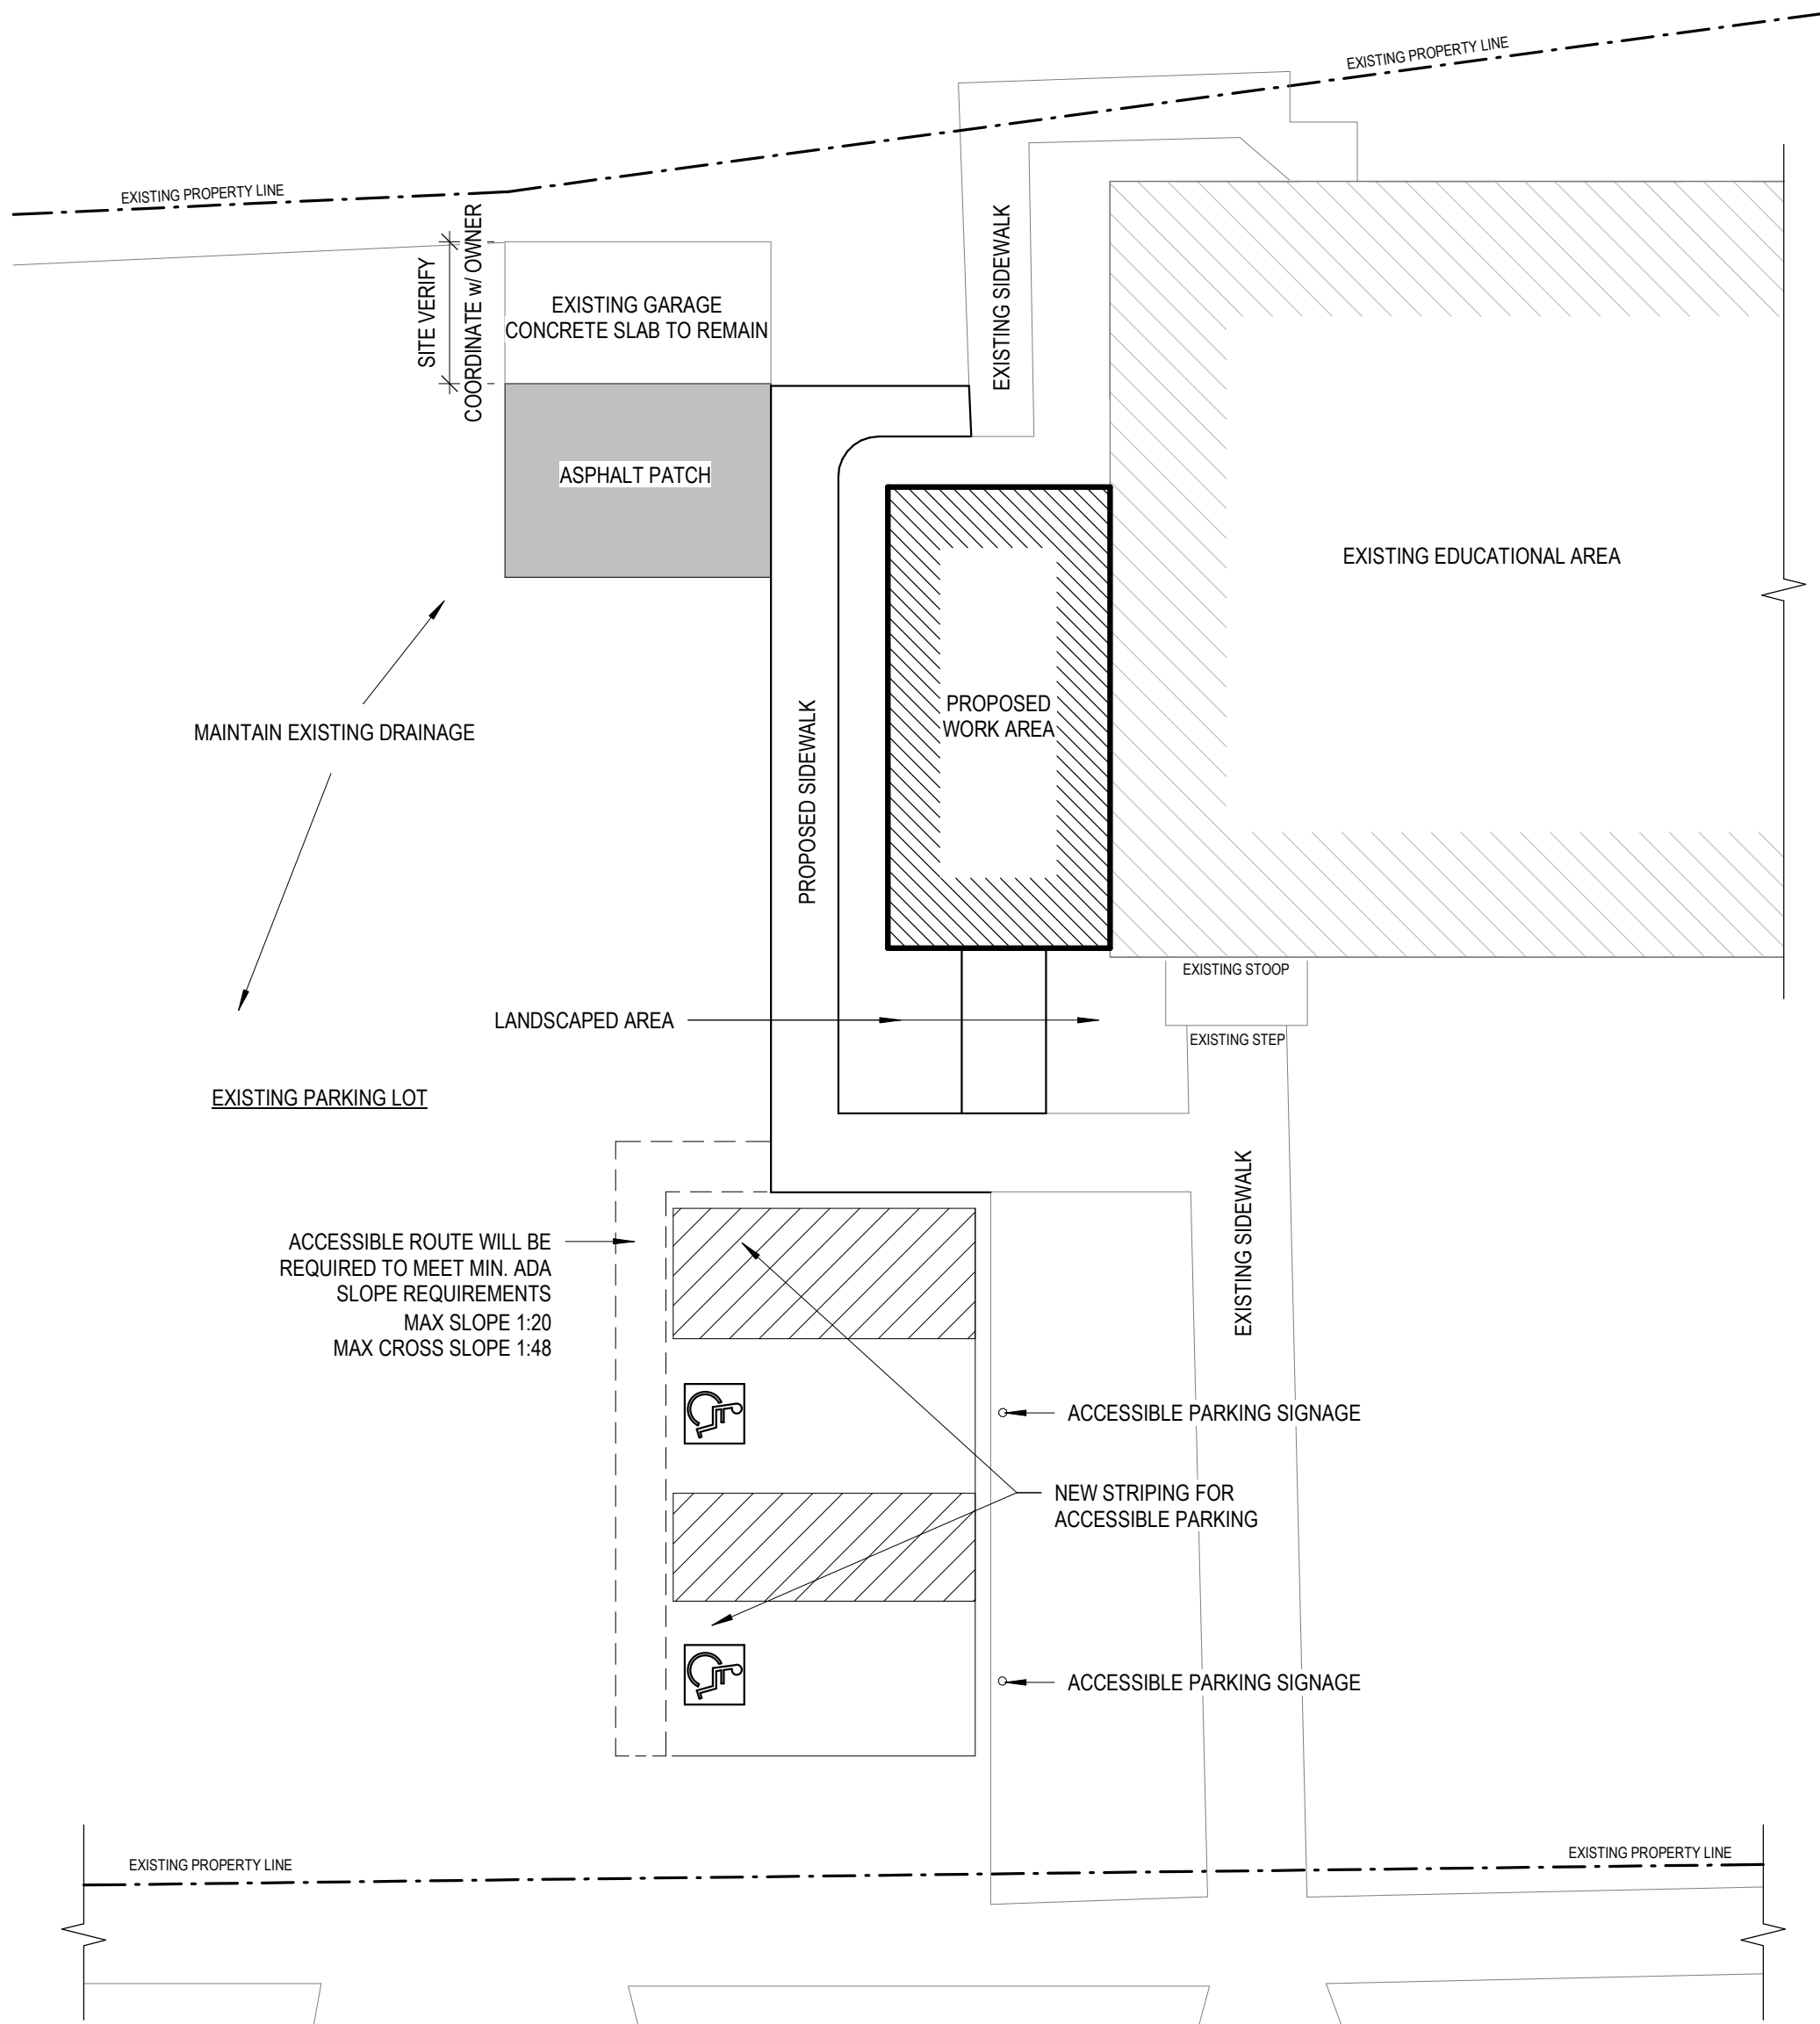 EXISTING PROPERTY LINE
EXISTING PROPERTY LINE
SITE VERIFY
COORDINATE w/ OWNER
EXISTING GARAGE
CONCRETE SLAB TO REMAIN
EXISTING SIDEWALK
ASPHALT PATCH
EXISTING EDUCATIONAL AREA
PROPOSED
WORK AREA
MAINTAIN EXISTING DRAINAGE
PROPOSED SIDEWALK
EXISTING STOOP
LANDSCAPED AREA
EXISTING STEP
EXISTING PARKING LOT
EXISTING SIDEWALK
ACCESSIBLE ROUTE WILL BE
REQUIRED TO MEET MIN. ADA
SLOPE REQUIREMENTS
MAX SLOPE 1:20
MAX CROSS SLOPE 1:48
ACCESSIBLE PARKING SIGNAGE
NEW STRIPING FOR
ACCESSIBLE PARKING
ACCESSIBLE PARKING SIGNAGE
EXISTING PROPERTY LINE
EXISTING PROPERTY LINE